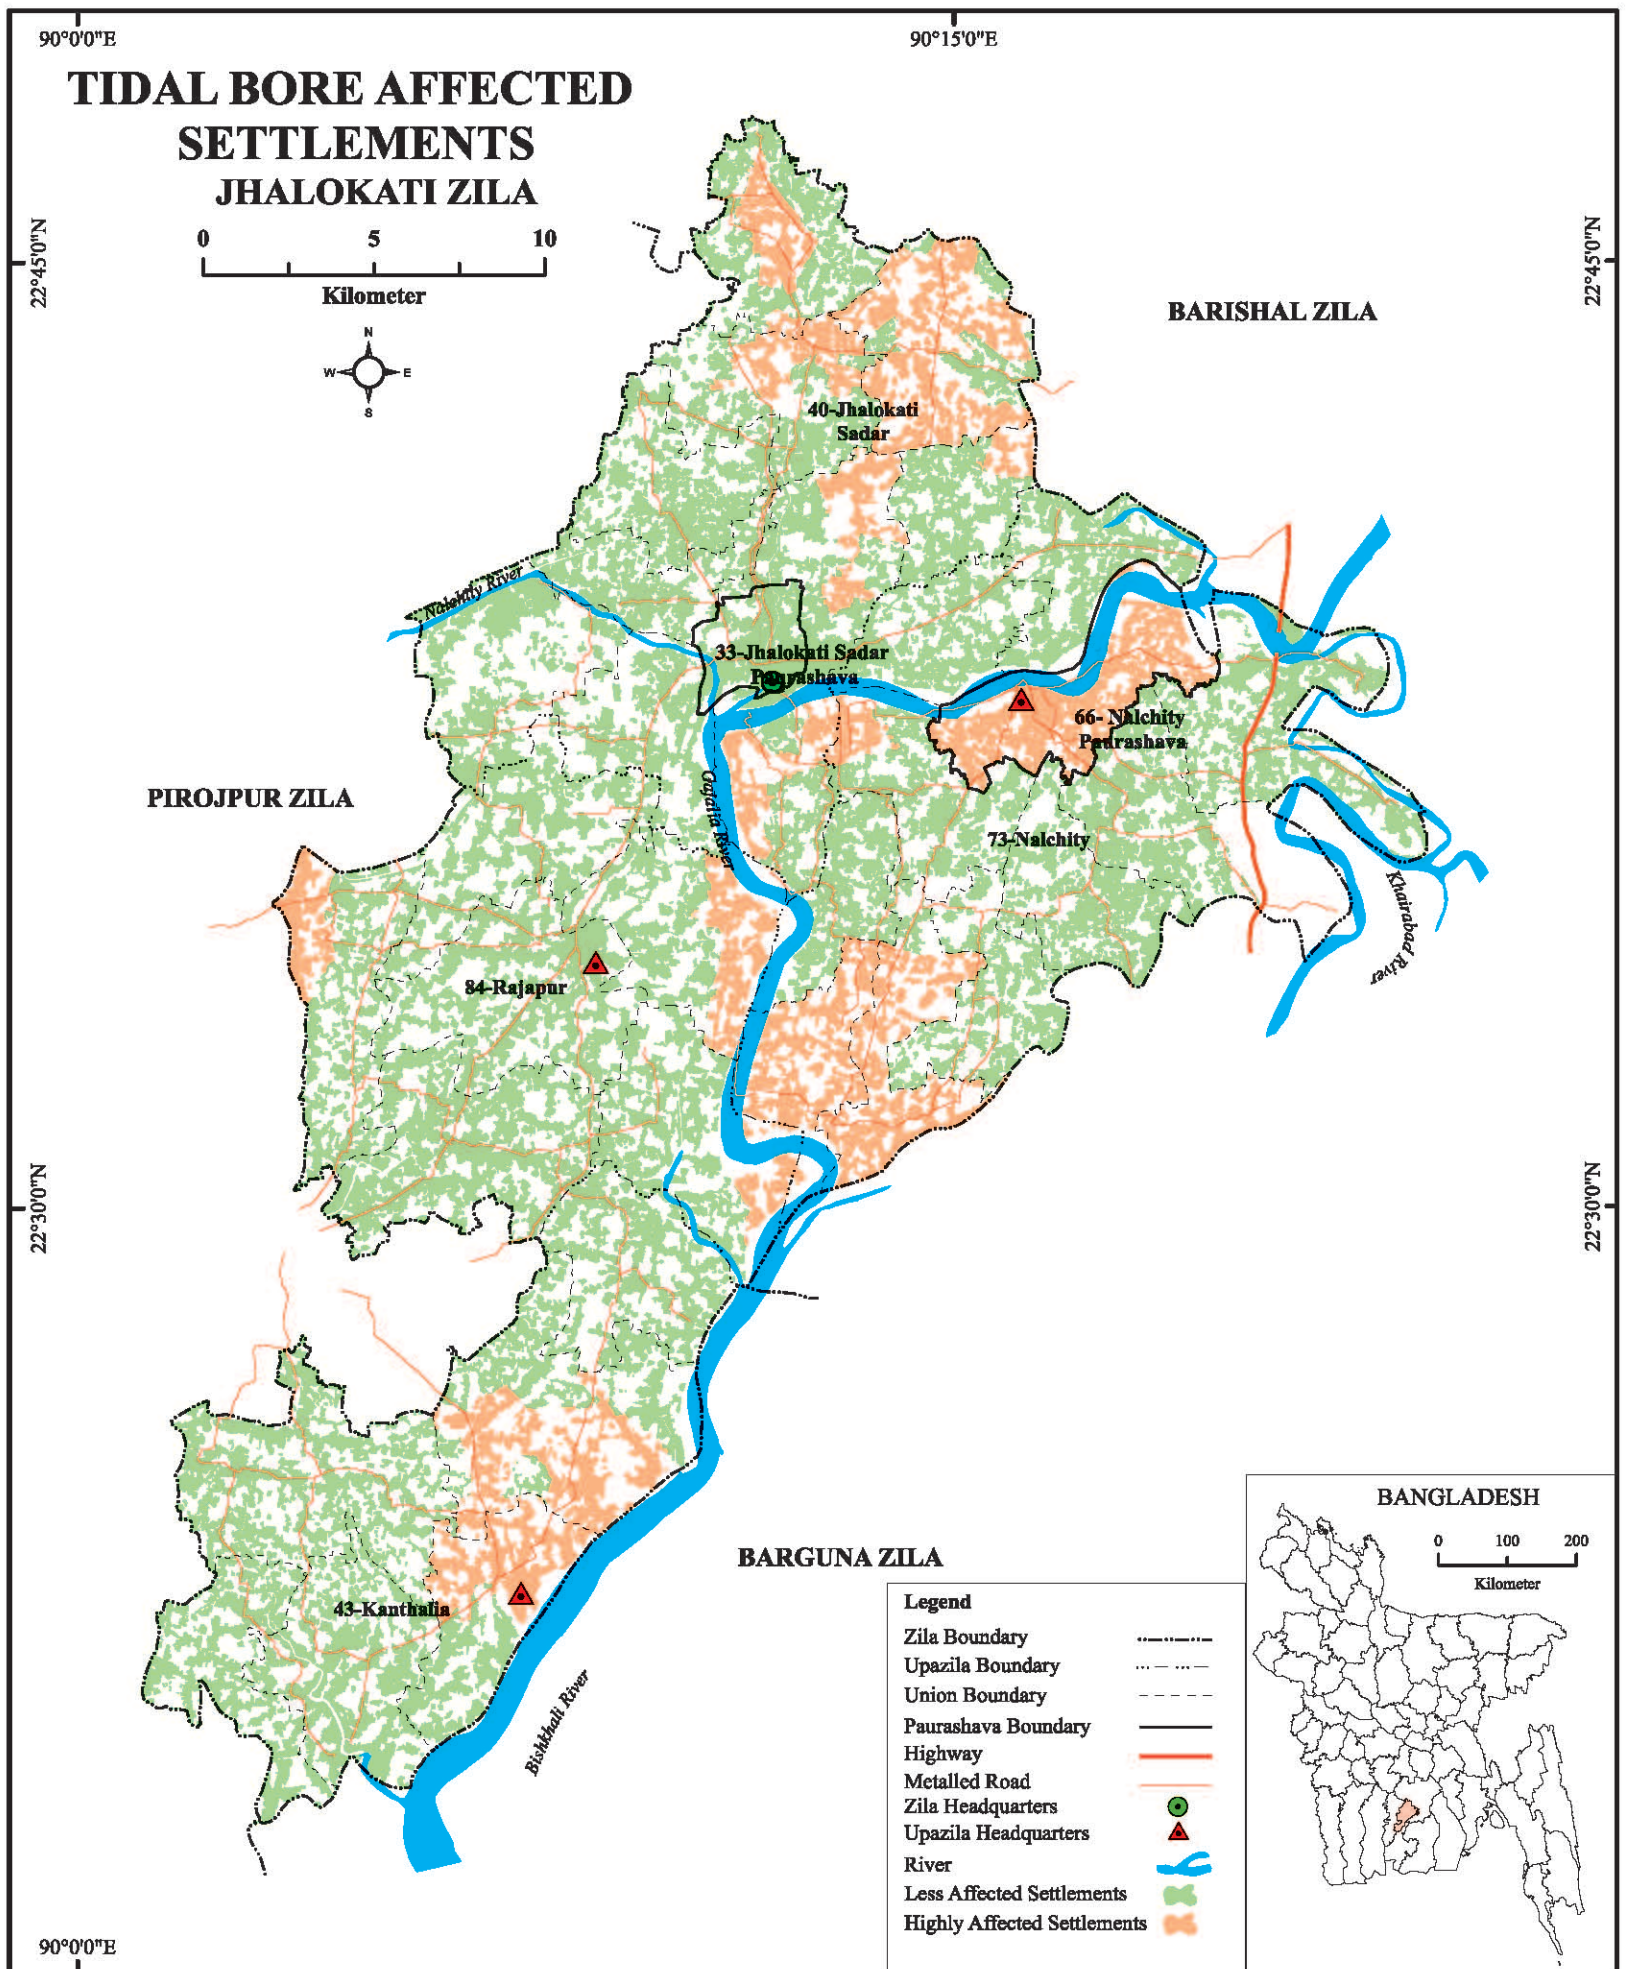 90°0'0"E
90°15'0"E
TIDAL BORE AFFECTED
SETTLEMENTS
JHALOKATI ZILA
0 5 10
Kilometer
N
W E
S
22°45'0"N
22°45'0"N
BARISHAL ZILA
40-Jhalokati
Sadar
Nalchity River
33-Jhalokati Sadar
Paurashava
66- Nalchity
Paurashava
PIROJPUR ZILA
Gajalia River
73-Nalchity
Khairabad River
84-Rajapur
22°30'0"N
22°30'0"N
BARGUNA ZILA
43-Kanthalia
Bishkhali River
BANGLADESH
0 100 200
Kilometer
Legend
Zila Boundary
Upazila Boundary
Union Boundary
Paurashava Boundary
Highway
Metalled Road
Zila Headquarters
Upazila Headquarters
River
Less Affected Settlements
Highly Affected Settlements
90°0'0"E